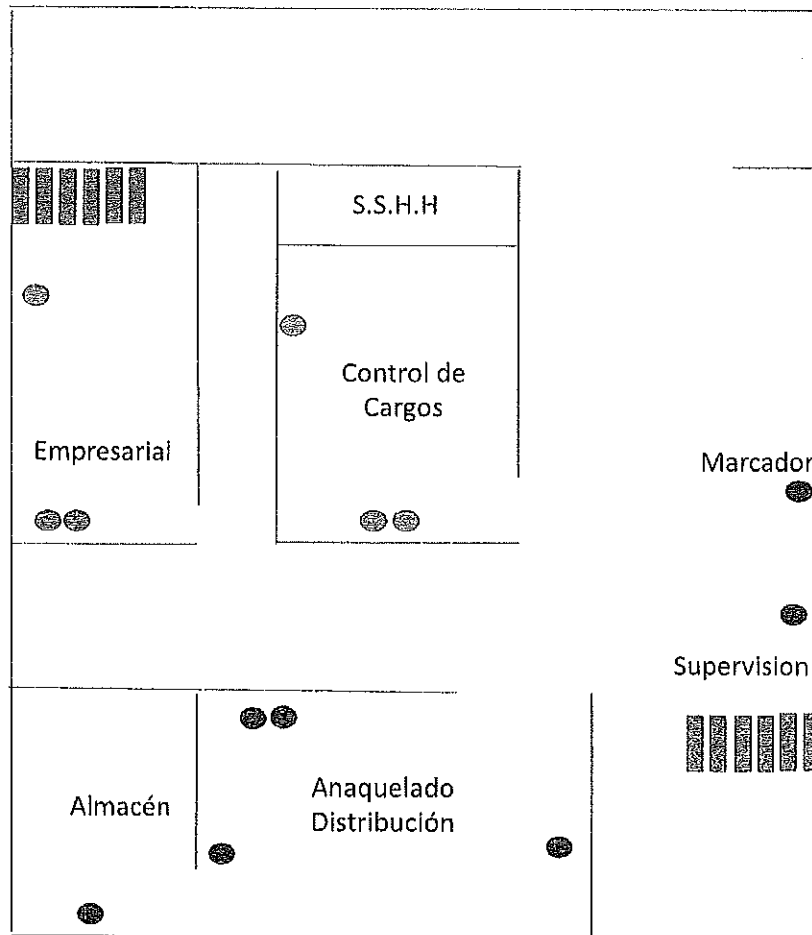 S.S.H.H
Control de
Cargos
Empresarial
Marcador
Supervision
Almacén
Anaquelado
Distribución